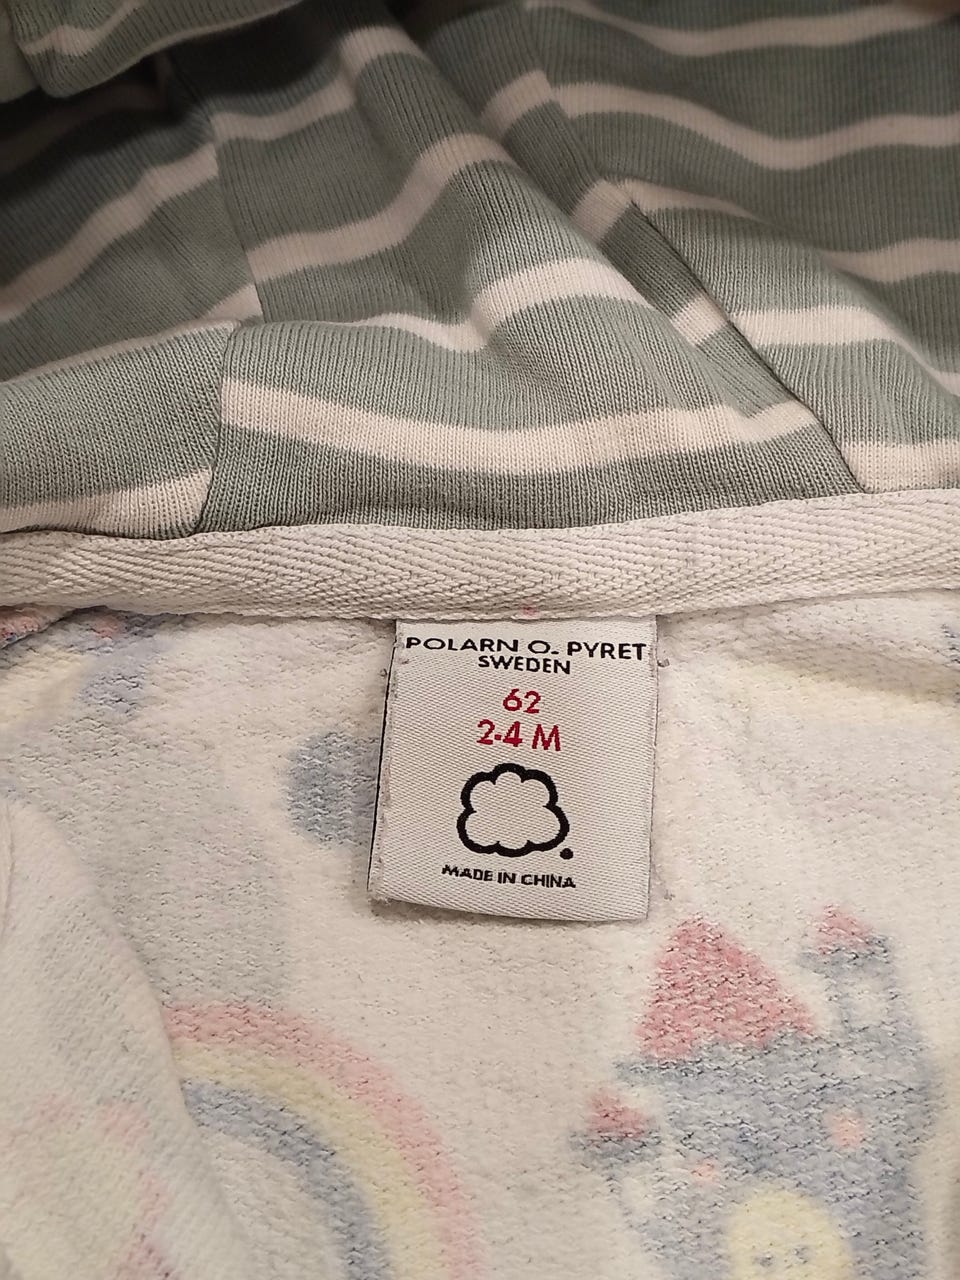 POLARN O. PYRET
SWEDEN
62
2-4 M
MADE IN CHINA